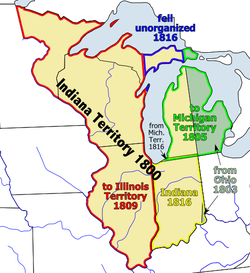 fell
unorganized
1816
Indiana Territory 1800
to
Michigan
Territory
1805
from
Mich.
Terr. 1816
from
Ohio
1803
to Illinois
Territory
1809
Indiana
1816